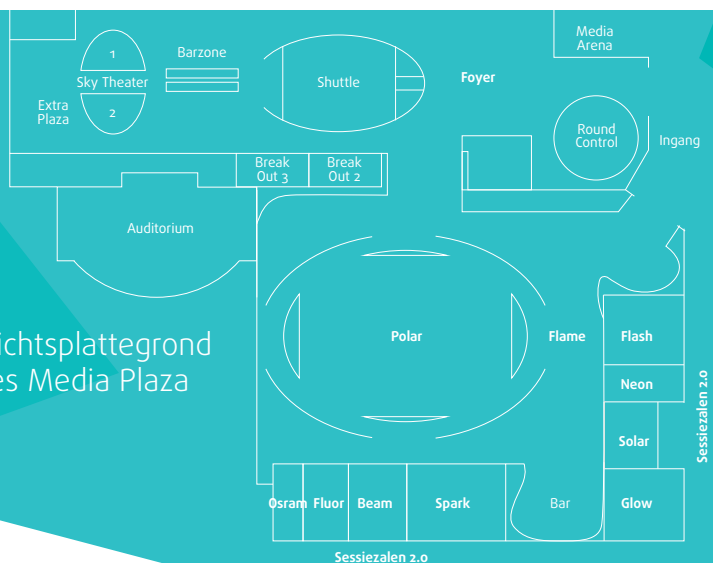 Media
Arena
1
Barzone
Sky Theater
Shuttle
Foyer
Extra
Plaza
2
Round
Control
Ingang
Break
Out 3
Break
Out 2
Auditorium
ichtsplattegrond
es Media Plaza
Polar
Flame
Flash
Neon
Solar
Sessiezalen 2.0
Osram
Fluor
Beam
Spark
Bar
Glow
Sessiezalen 2.0